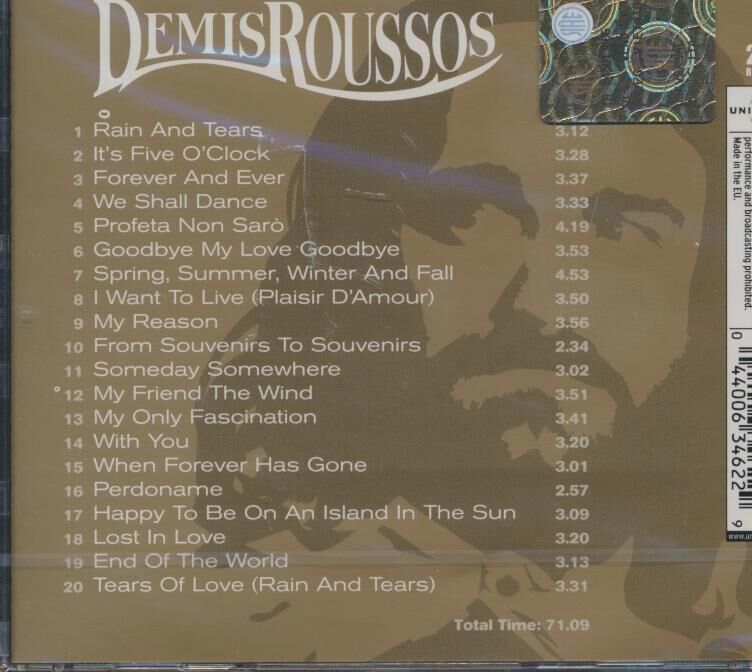 DEMIS ROUSSOS
1 Rain And Tears 3.12
2 It's Five O'Clock 3.28
3 Forever And Ever 3.37
4 We Shall Dance 3.33
5 Profeta Non Sarò 4.19
6 Goodbye My Love Goodbye 3.53
7 Spring, Summer, Winter And Fall 4.53
8 I Want To Live (Plaisir D'Amour) 3.50
9 My Reason 3.56
10 From Souvenirs To Souvenirs 2.34
11 Someday Somewhere 3.02
12 My Friend The Wind 3.51
13 My Only Fascination 3.41
14 With You 3.20
15 When Forever Has Gone 3.01
16 Perdoname 2.57
17 Happy To Be On An Island In The Sun 3.09
18 Lost In Love 3.20
19 End Of The World 3.13
20 Tears Of Love (Rain And Tears) 3.31
Total Time: 71.09
performance and broadcasting prohibited.
Made in the EU.
0 44006 34622 9